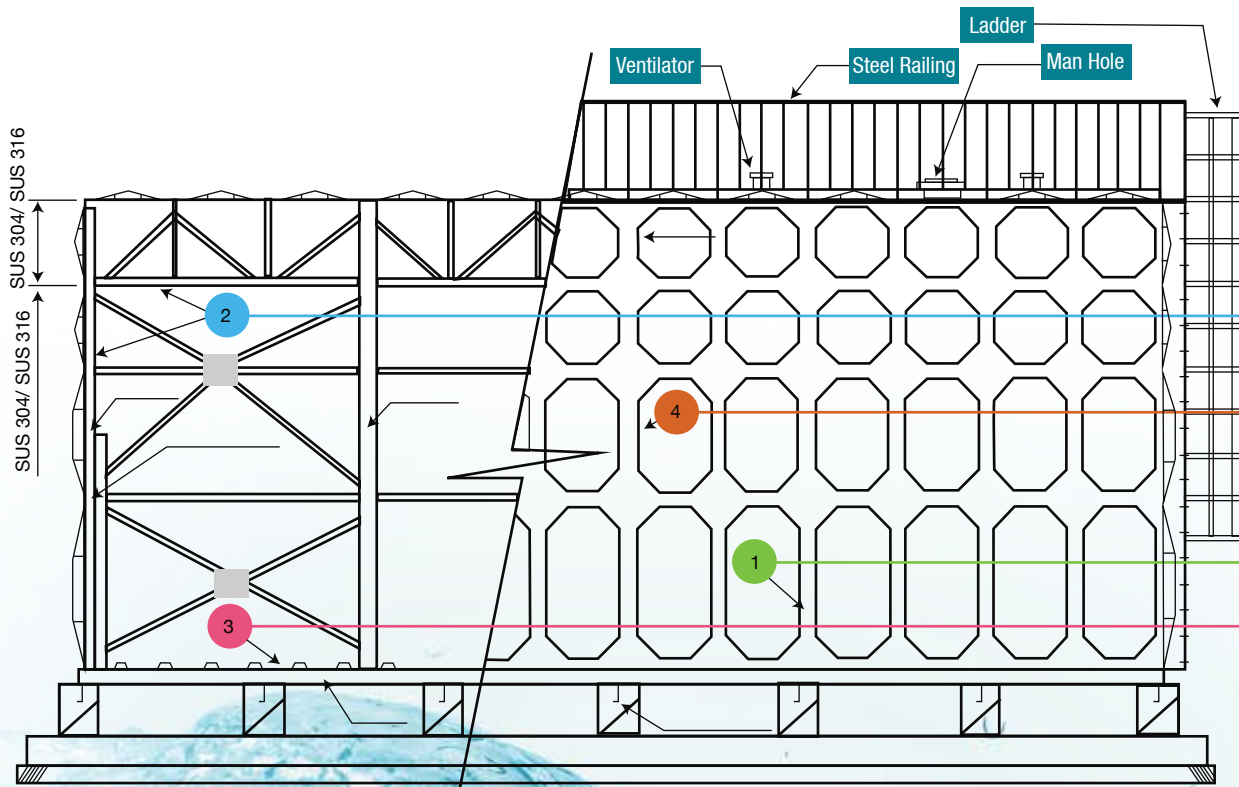 Ladder
Ventilator
Steel Railing
Man Hole
SUS 304/ SUS 316
SUS 304/ SUS 316
2
4
1
3